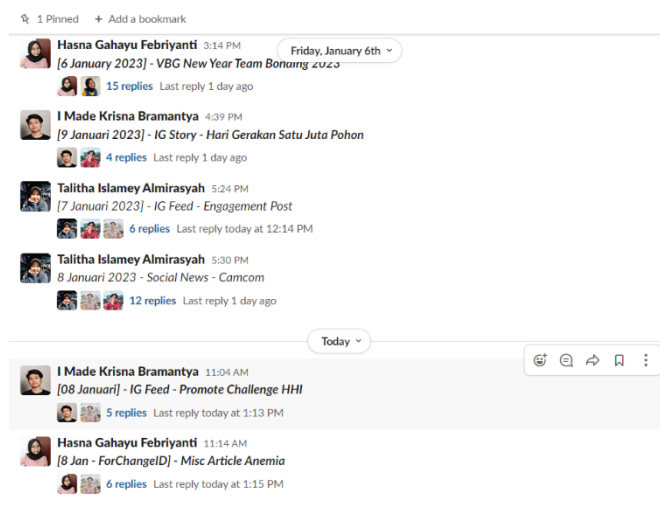 1 Pinned + Add a bookmark
Hasna Gahayu Febriyanti 3:14 PM
Friday, January 6th
[6 January 2023] - VBG New Year Team Bonding 2023
15 replies Last reply 1 day ago
I Made Krisna Bramantya 4:39 PM
[9 Januari 2023] - IG Story - Hari Gerakan Satu Juta Pohon
4 replies Last reply 1 day ago
Talitha Islamey Almirasyah 5:24 PM
[7 Januari 2023] - IG Feed - Engagement Post
6 replies Last reply today at 12:14 PM
Talitha Islamey Almirasyah 5:30 PM
8 Januari 2023 - Social News - Camcom
12 replies Last reply 1 day ago
Today
I Made Krisna Bramantya 11:04 AM
[08 Januari] - IG Feed - Promote Challenge HHI
5 replies Last reply today at 1:13 PM
Hasna Gahayu Febriyanti 11:14 AM
[8 Jan - ForChangeID] - Misc Article Anemia
6 replies Last reply today at 1:15 PM